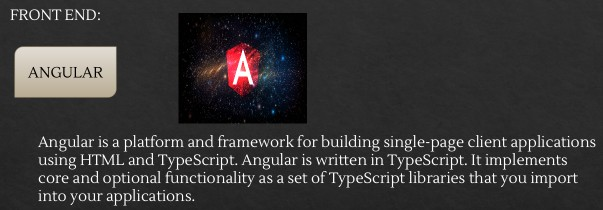 FRONT END:
ANGULAR
A
Angular is a platform and framework for building single-page client applications
using HTML and TypeScript. Angular is written in TypeScript. It implements
core and optional functionality as a set of TypeScript libraries that you import
into your applications.